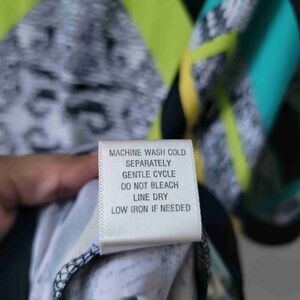 MACHINE WASH COLD
SEPARATELY
GENTLE CYCLE
DO NOT BLEACH
LINE DRY
LOW IRON IF NEEDED